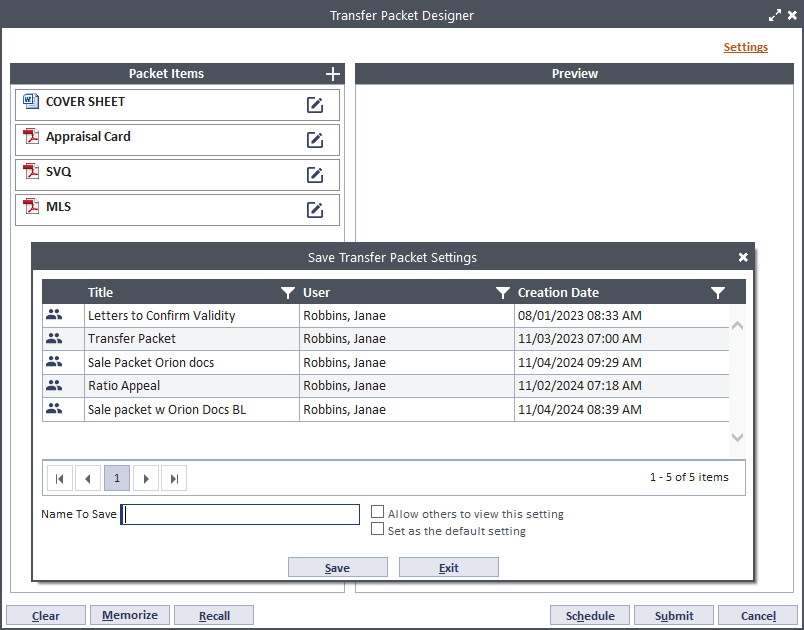 Transfer Packet Designer
Settings
Packet Items
Preview
COVER SHEET
Appraisal Card
SVQ
MLS
Save Transfer Packet Settings
Title User Creation Date
Letters to Confirm Validity Robbins, Janae 08/01/2023 08:33 AM
Transfer Packet Robbins, Janae 11/03/2023 07:00 AM
Sale Packet Orion docs Robbins, Janae 11/04/2024 09:29 AM
Ratio Appeal Robbins, Janae 11/02/2024 07:18 AM
Sale packet w Orion Docs BL Robbins, Janae 11/04/2024 08:39 AM
1 1 - 5 of 5 items
Name To Save Allow others to view this setting
Set as the default setting
Save Exit
Clear Memorize Recall Schedule Submit Cancel